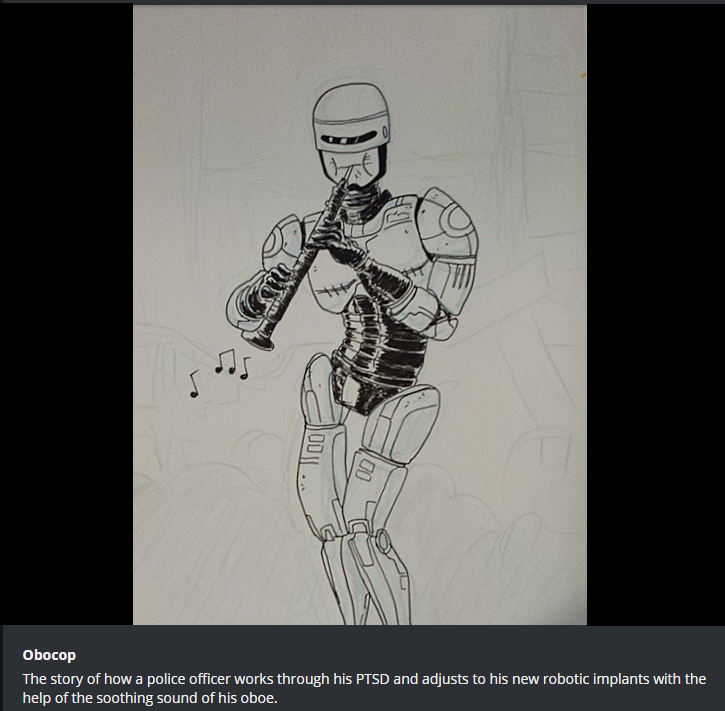 Obocop
The story of how a police officer works through his PTSD and adjusts to his new robotic implants with the
help of the soothing sound of his oboe.